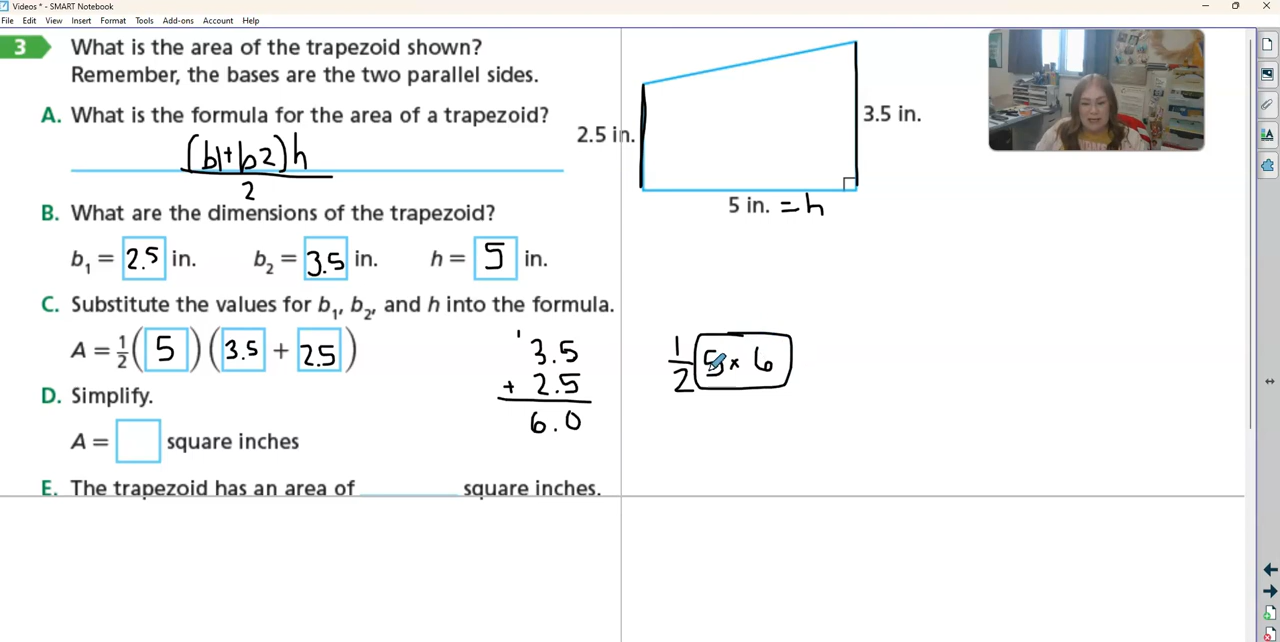 Videos * - SMART Notebook
File Edit View Insert Format Tools Add-ons Account Help
3 What is the area of the trapezoid shown?
Remember, the bases are the two parallel sides.
A. What is the formula for the area of a trapezoid?
(b1+b2)h
2
B. What are the dimensions of the trapezoid?
b₁ = 2.5 in. b₂ = 3.5 in. h = 5 in.
C. Substitute the values for b₁, b₂, and h into the formula.
A = 1/2 (5) (3.5 + 2.5)
D. Simplify.
A = square inches
E. The trapezoid has an area of ______ square inches.
2.5 in.
3.5 in.
5 in. = h
1
3.5
+ 2.5
6.0
1/2 5 × 6